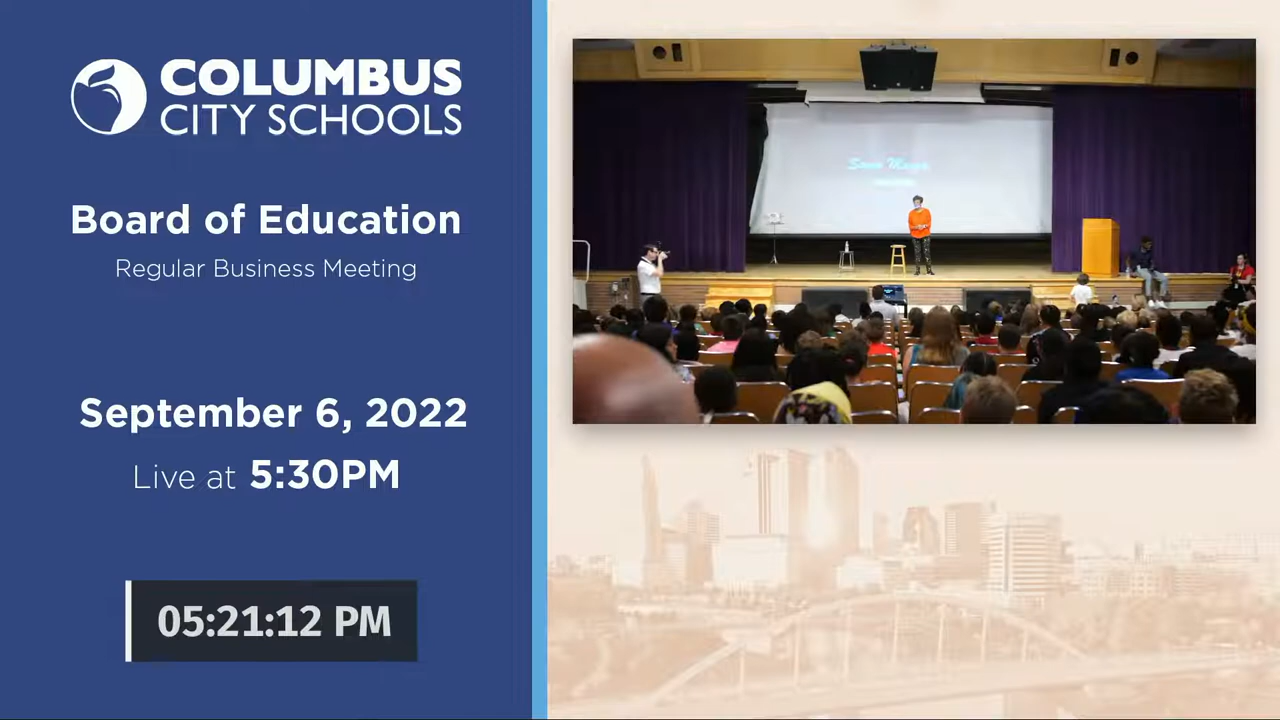 COLUMBUS
CITY SCHOOLS
Board of Education
Regular Business Meeting
September 6, 2022
Live at 5:30PM
05:21:12 PM